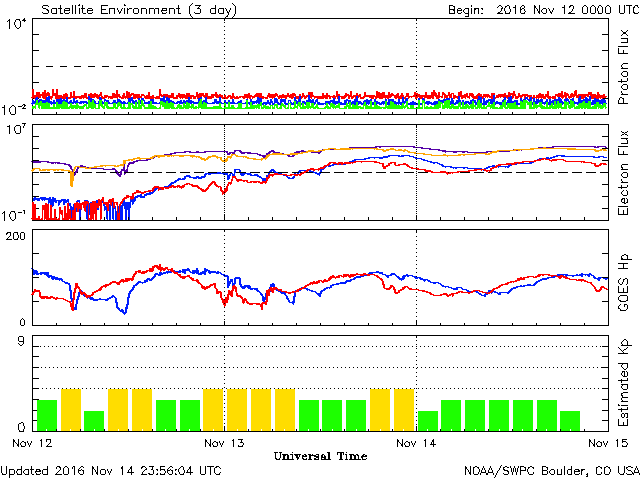 Satellite Environment (3 day) Begin: 2016 Nov 12 0000 UTC
10⁴
Proton Flux
10⁻²
10⁷
Electron Flux
10⁻¹
200
GOES Hp
0
9
Estimated Kp
0
Nov 12 Nov 13 Nov 14 Nov 15
Universal Time
Updated 2016 Nov 14 23:56:04 UTC NOAA/SWPC Boulder, CO USA